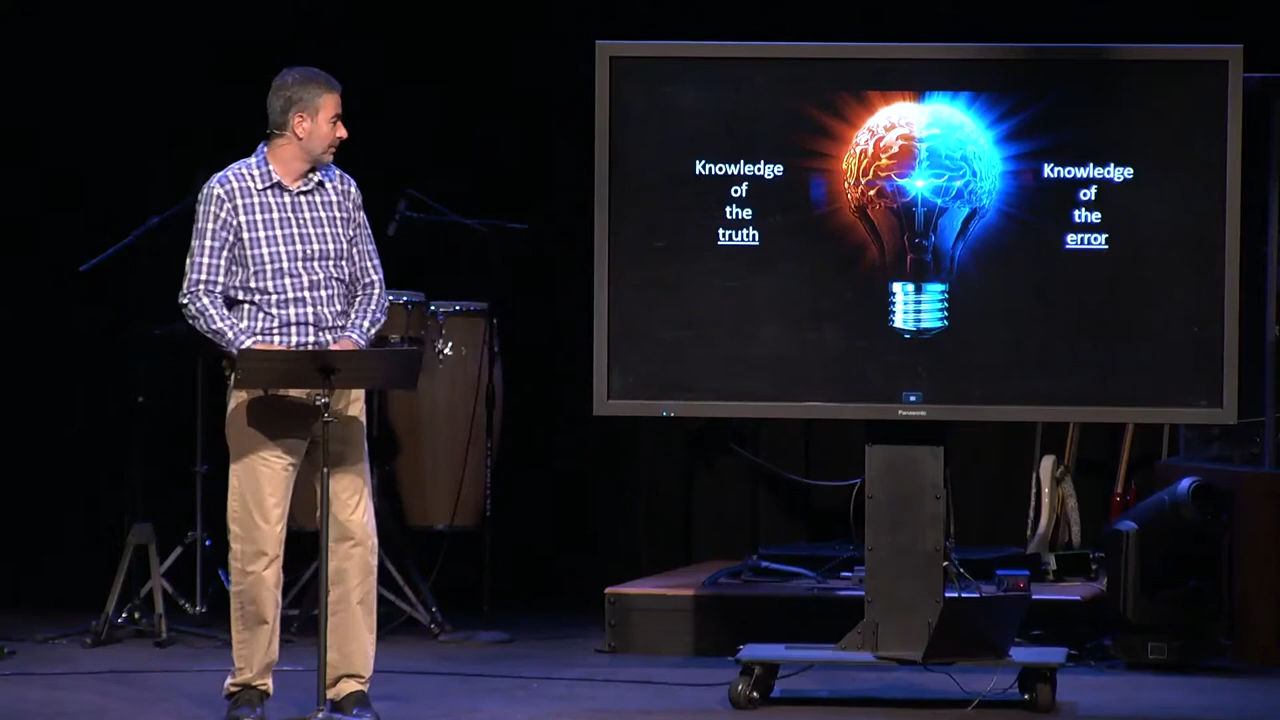 Knowledge
of
the
truth
Knowledge
of
the
error
Panasonic